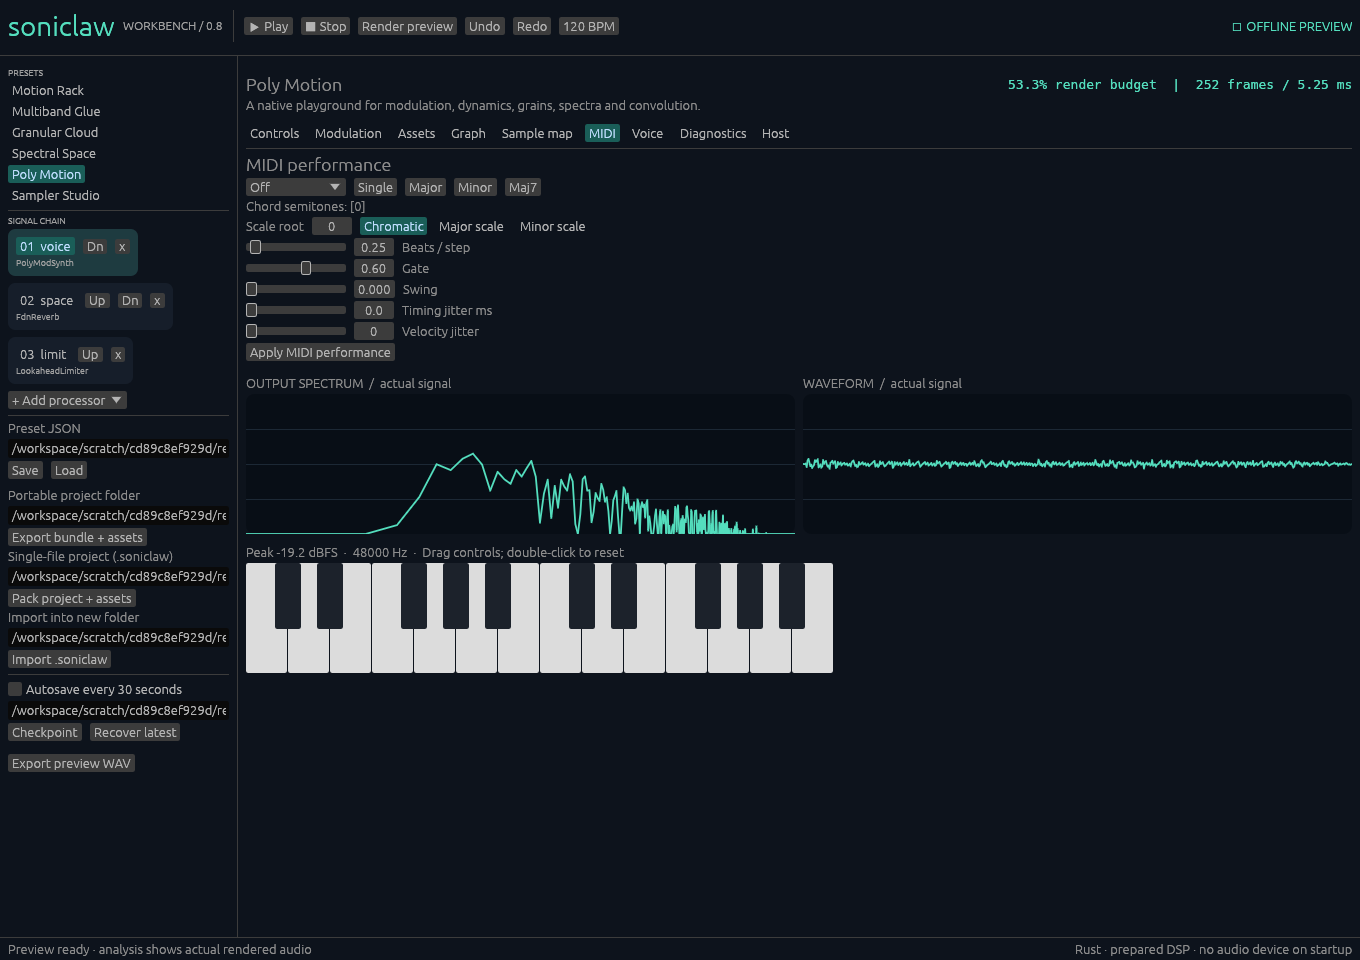 soniclaw WORKBENCH / 0.8 ▶ Play ■ Stop Render preview Undo Redo 120 BPM □ OFFLINE PREVIEW
PRESETS
Motion Rack
Multiband Glue
Granular Cloud
Spectral Space
Poly Motion
Sampler Studio
SIGNAL CHAIN
01 voice Dn x
PolyModSynth
02 space Up Dn x
FdnReverb
03 limit Up x
LookaheadLimiter
+ Add processor ▼
Preset JSON
/workspace/scratch/cd89c8ef929d/re
Save Load
Portable project folder
/workspace/scratch/cd89c8ef929d/re
Export bundle + assets
Single-file project (.soniclaw)
/workspace/scratch/cd89c8ef929d/re
Pack project + assets
Import into new folder
/workspace/scratch/cd89c8ef929d/re
Import .soniclaw
Autosave every 30 seconds
/workspace/scratch/cd89c8ef929d/re
Checkpoint Recover latest
Export preview WAV
Poly Motion 53.3% render budget | 252 frames / 5.25 ms
A native playground for modulation, dynamics, grains, spectra and convolution.
Controls Modulation Assets Graph Sample map MIDI Voice Diagnostics Host
MIDI performance
Off ▼ Single Major Minor Maj7
Chord semitones: [0]
Scale root 0 Chromatic Major scale Minor scale
0.25 Beats / step
0.60 Gate
0.000 Swing
0.0 Timing jitter ms
0 Velocity jitter
Apply MIDI performance
OUTPUT SPECTRUM / actual signal WAVEFORM / actual signal
Peak -19.2 dBFS · 48000 Hz · Drag controls; double-click to reset
Preview ready · analysis shows actual rendered audio Rust · prepared DSP · no audio device on startup